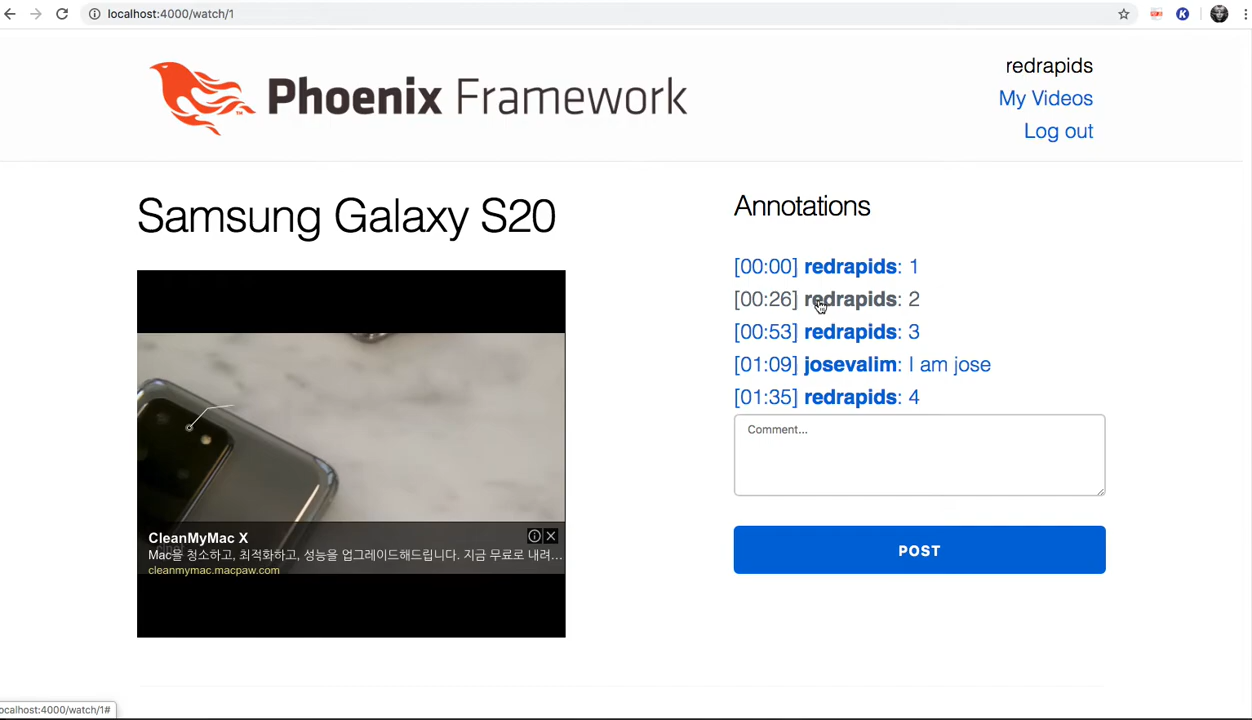 localhost:4000/watch/1
Phoenix Framework
redrapids
My Videos
Log out
Samsung Galaxy S20
CleanMyMac X
Mac을 청소하고, 최적화하고, 성능을 업그레이드해드립니다. 지금 무료로 내려…
cleanmymac.macpaw.com
Annotations
[00:00] redrapids: 1
[00:26] redrapids: 2
[00:53] redrapids: 3
[01:09] josevalim: I am jose
[01:35] redrapids: 4
Comment...
POST
ocalhost:4000/watch/1#